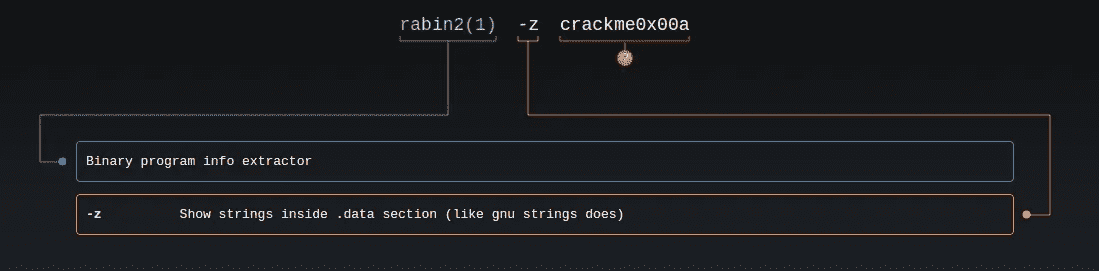 rabin2(1) -z crackme0x00a
Binary program info extractor
-z Show strings inside .data section (like gnu strings does)